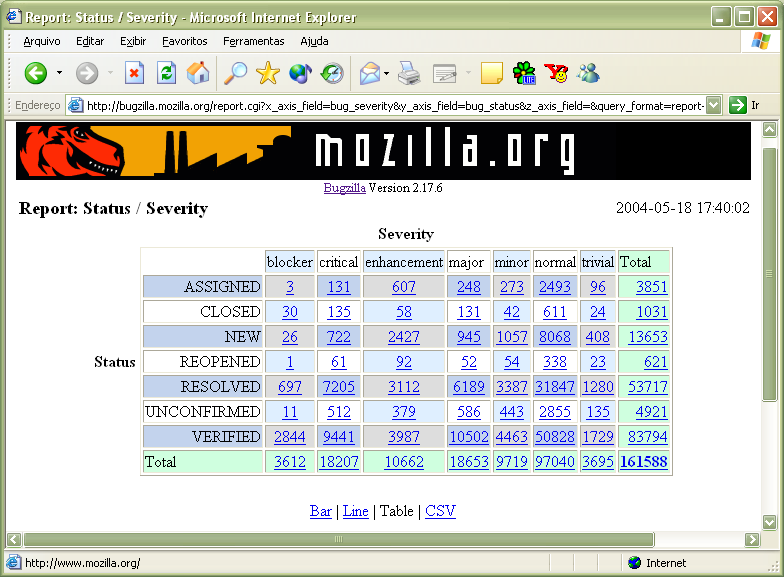 Report: Status / Severity - Microsoft Internet Explorer
Arquivo Editar Exibir Favoritos Ferramentas Ajuda
Endereço http://bugzilla.mozilla.org/report.cgi?x_axis_field=bug_severity&y_axis_field=bug_status&z_axis_field=&query_format=report- Ir
mozilla.org
Bugzilla Version 2.17.6
Report: Status / Severity 2004-05-18 17:40:02
Severity
blocker critical enhancement major minor normal trivial Total
ASSIGNED 3 131 607 248 273 2493 96 3851
CLOSED 30 135 58 131 42 611 24 1031
NEW 26 722 2427 945 1057 8068 408 13653
Status REOPENED 1 61 92 52 54 338 23 621
RESOLVED 697 7205 3112 6189 3387 31847 1280 53717
UNCONFIRMED 11 512 379 586 443 2855 135 4921
VERIFIED 2844 9441 3987 10502 4463 50828 1729 83794
Total 3612 18207 10662 18653 9719 97040 3695 161588
Bar | Line | Table | CSV
http://www.mozilla.org/ Internet